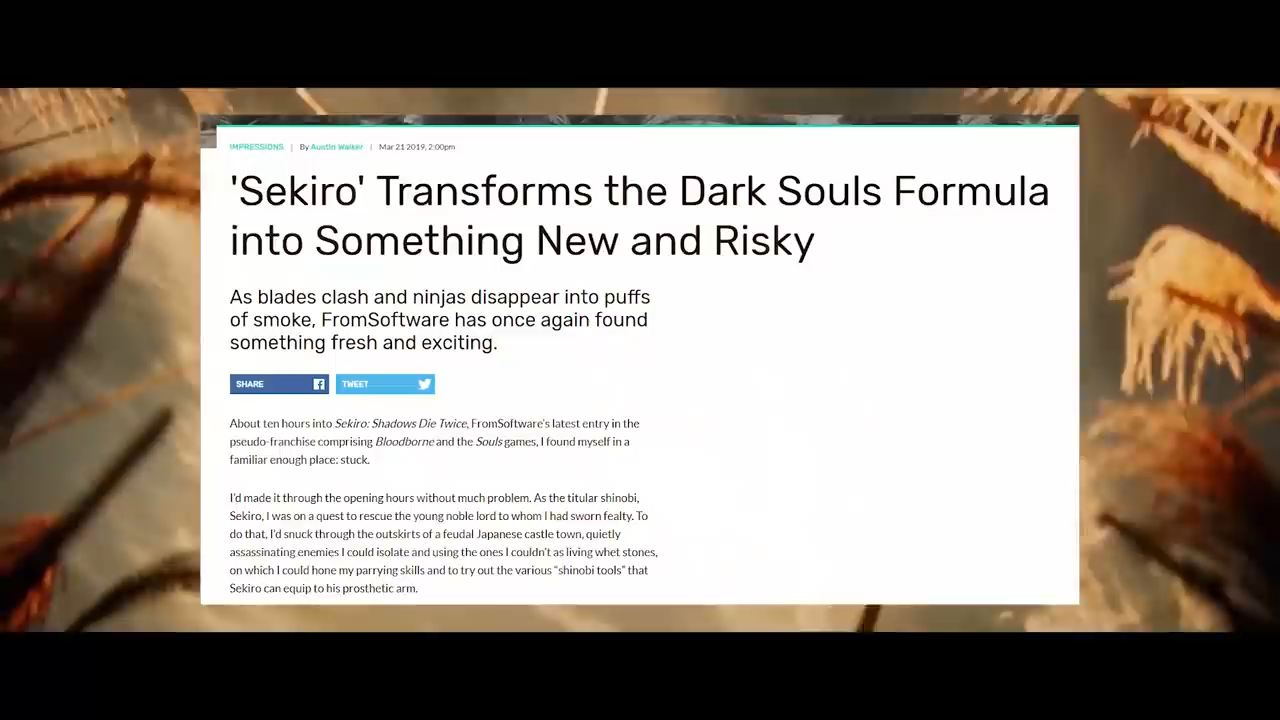 IMPRESSIONS | By Austin Walker | Mar 21 2019, 2:00pm
'Sekiro' Transforms the Dark Souls Formula
into Something New and Risky
As blades clash and ninjas disappear into puffs
of smoke, FromSoftware has once again found
something fresh and exciting.
SHARE TWEET
About ten hours into Sekiro: Shadows Die Twice, FromSoftware's latest entry in the
pseudo-franchise comprising Bloodborne and the Souls games, I found myself in a
familiar enough place: stuck.
I'd made it through the opening hours without much problem. As the titular shinobi,
Sekiro, I was on a quest to rescue the young noble lord to whom I had sworn fealty. To
do that, I'd snuck through the outskirts of a feudal Japanese castle town, quietly
assassinating enemies I could isolate and using the ones I couldn't as living whet stones,
on which I could hone my parrying skills and to try out the various "shinobi tools" that
Sekiro can equip to his prosthetic arm.